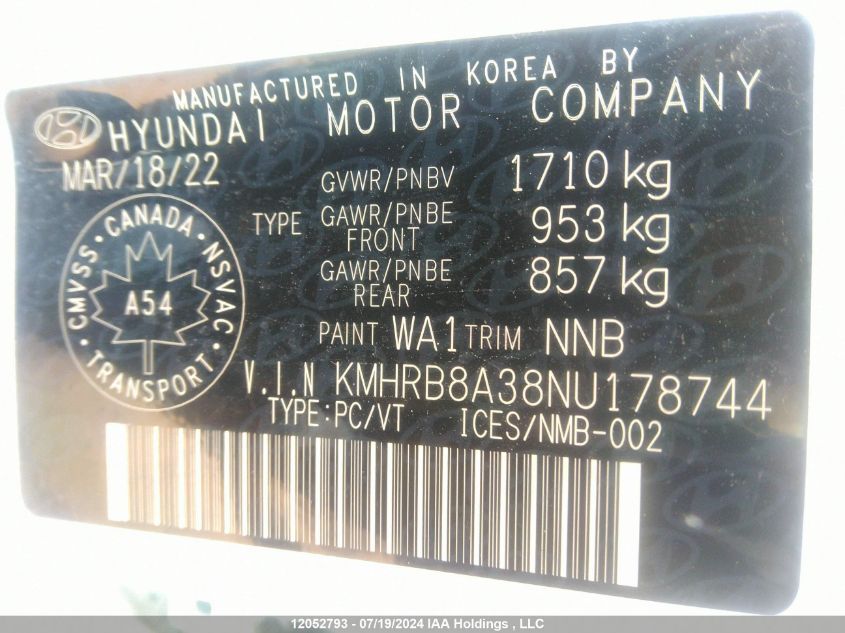 MANUFACTURED IN KOREA BY
HYUNDAI MOTOR COMPANY
MAR/18/22
GVWR/PNBV 1710 kg
TYPE GAWR/PNBE FRONT 953 kg
GAWR/PNBE REAR 857 kg
CMVSS · CANADA · NSVAC · TRANSPORT ·
A54
PAINT WA1 TRIM NNB
V.I.N KMHRB8A38NU178744
TYPE:PC/VT ICES/NMB-002
12052793 - 07/19/2024 IAA Holdings , LLC